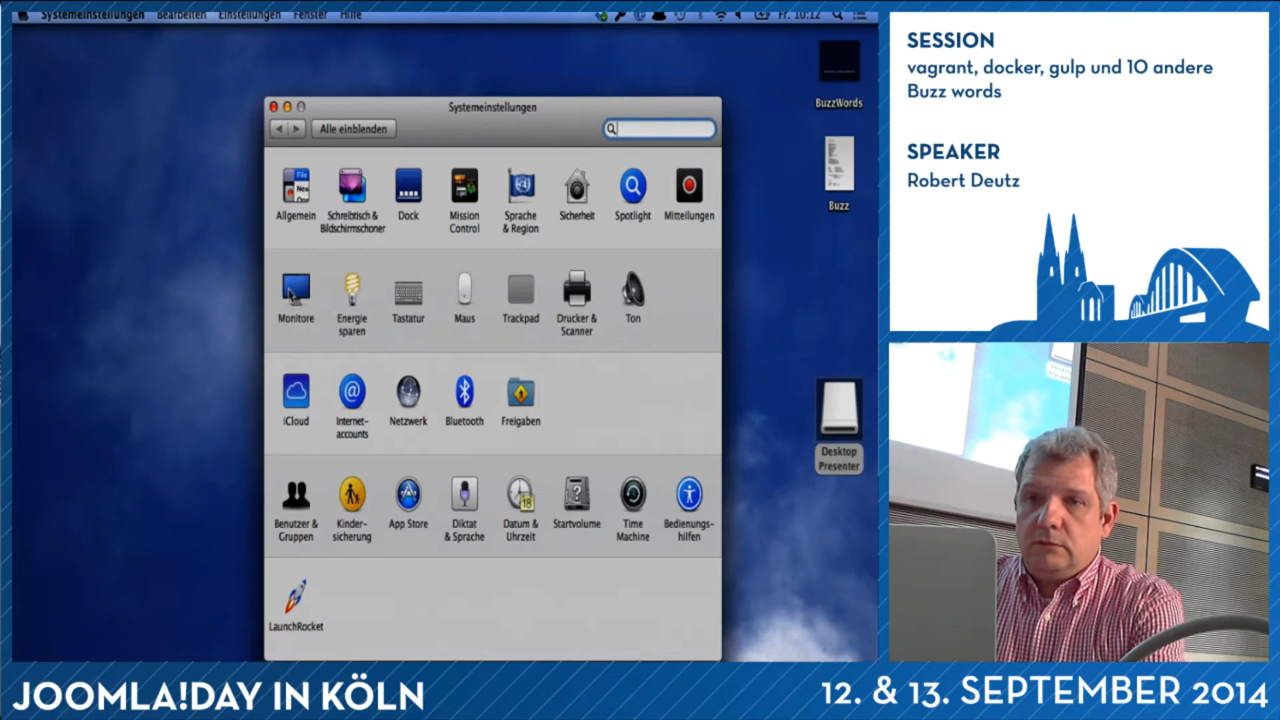 Systemeinstellungen Bearbeiten Einstellungen Fenster Hilfe Fr. 10:12
Systemeinstellungen
Alle einblenden
Allgemein
Schreibtisch &
Bildschirmschoner
Dock
Mission
Control
Sprache
& Region
Sicherheit
Spotlight
Mitteilungen
Monitore
Energie
sparen
Tastatur
Maus
Trackpad
Drucker &
Scanner
Ton
iCloud
Internet-
accounts
Netzwerk
Bluetooth
Freigaben
Benutzer &
Gruppen
Kinder-
sicherung
App Store
Diktat
& Sprache
18
Datum &
Uhrzeit
Startvolume
Time
Machine
Bedienungs-
hilfen
LaunchRocket
BuzzWords
Buzz
Desktop
Presenter
SESSION
vagrant, docker, gulp und 10 andere
Buzz words
SPEAKER
Robert Deutz
JOOMLA!DAY IN KÖLN
12. & 13. SEPTEMBER 2014